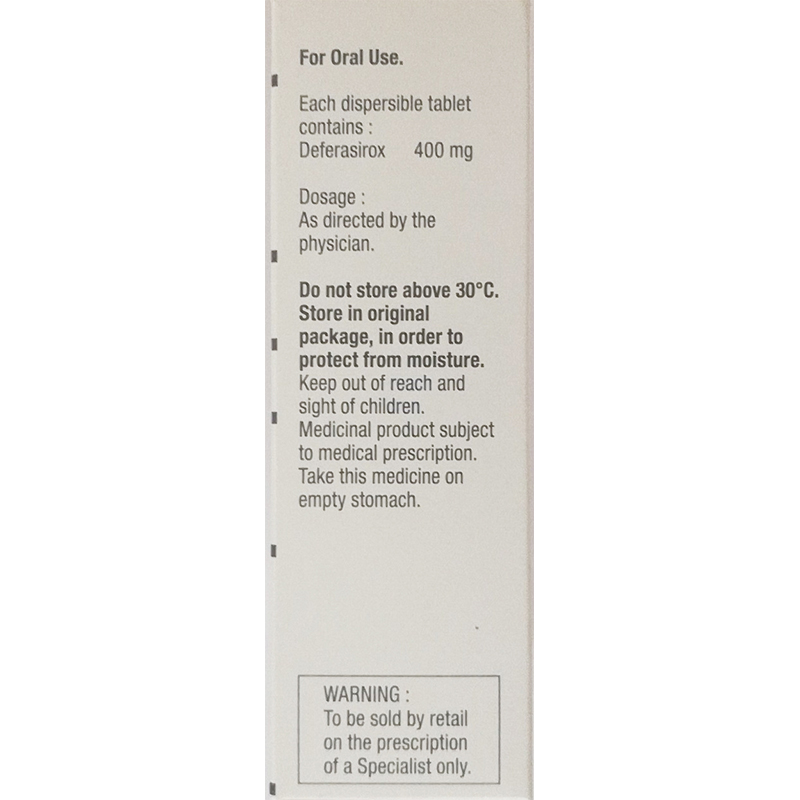 For Oral Use.
Each dispersible tablet
contains :
Deferasirox 400 mg
Dosage :
As directed by the
physician.
Do not store above 30°C.
Store in original
package, in order to
protect from moisture.
Keep out of reach and
sight of children.
Medicinal product subject
to medical prescription.
Take this medicine on
empty stomach.
WARNING :
To be sold by retail
on the prescription
of a Specialist only.